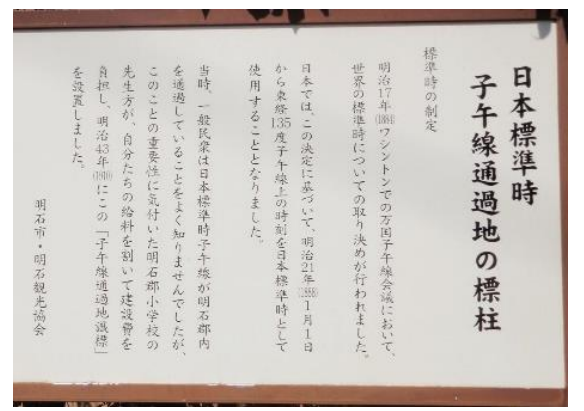 日本標準時
子午線通過地の標柱
標準時の制定
明治17年(1884)ワシントンでの万国子午線会議において、
世界の標準時についての取り決めが行われました。
日本では、この決定に基づいて、明治21年(1888)1月1日
から東経135度子午線上の時刻を日本標準時として
使用することとなりました。
当時、一般民衆は日本標準時子午線が明石郡内
を通過していることをよく知りませんでしたが、
このことの重要性に気付いた明石郡小学校の
先生方が、自分たちの給料を割いて建設費を
負担し、明治43年(1910)にこの「子午線通過地識標」
を設置しました。
明石市・明石観光協会